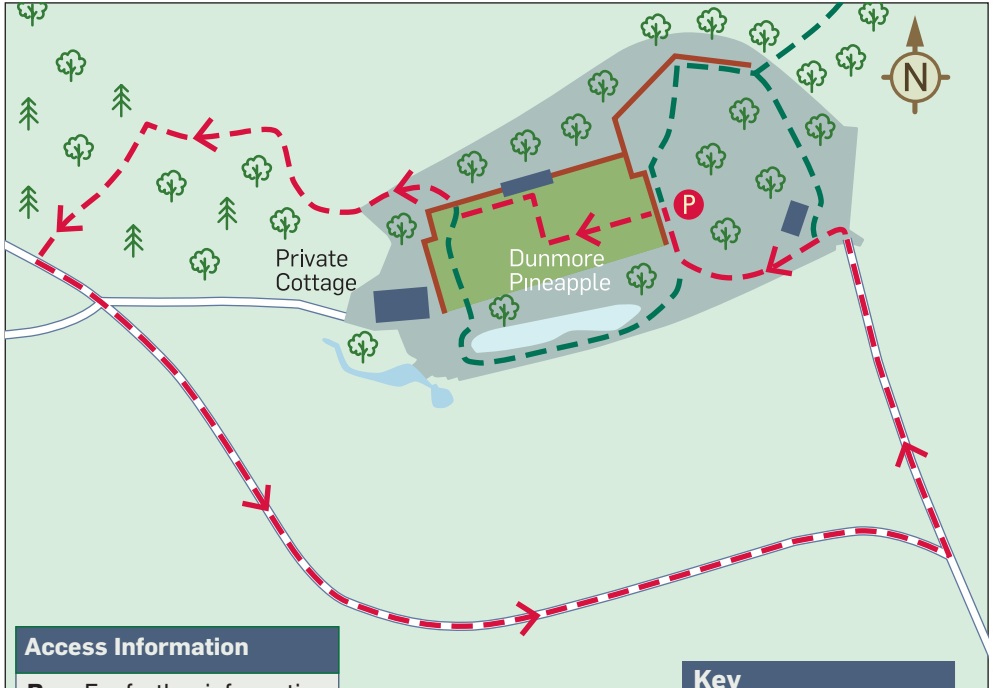 N
P
Private
Cottage
Dunmore
Pineapple
Access Information
Key